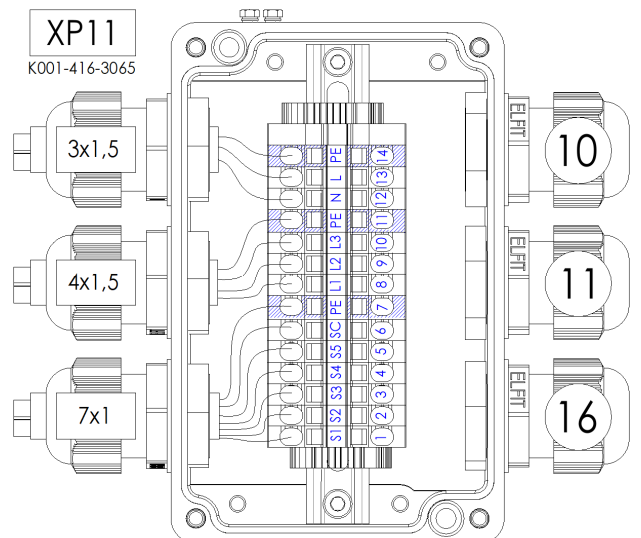 XP11
K001-416-3065
3x1,5
ELFIT
10
4x1,5
ELFIT
11
7x1
ELFIT
16
PE 14
L 13
N 12
PE 11
L3 10
L2 9
L1 8
PE 7
SC 6
S5 5
S4 4
S3 3
S2 2
S1 1